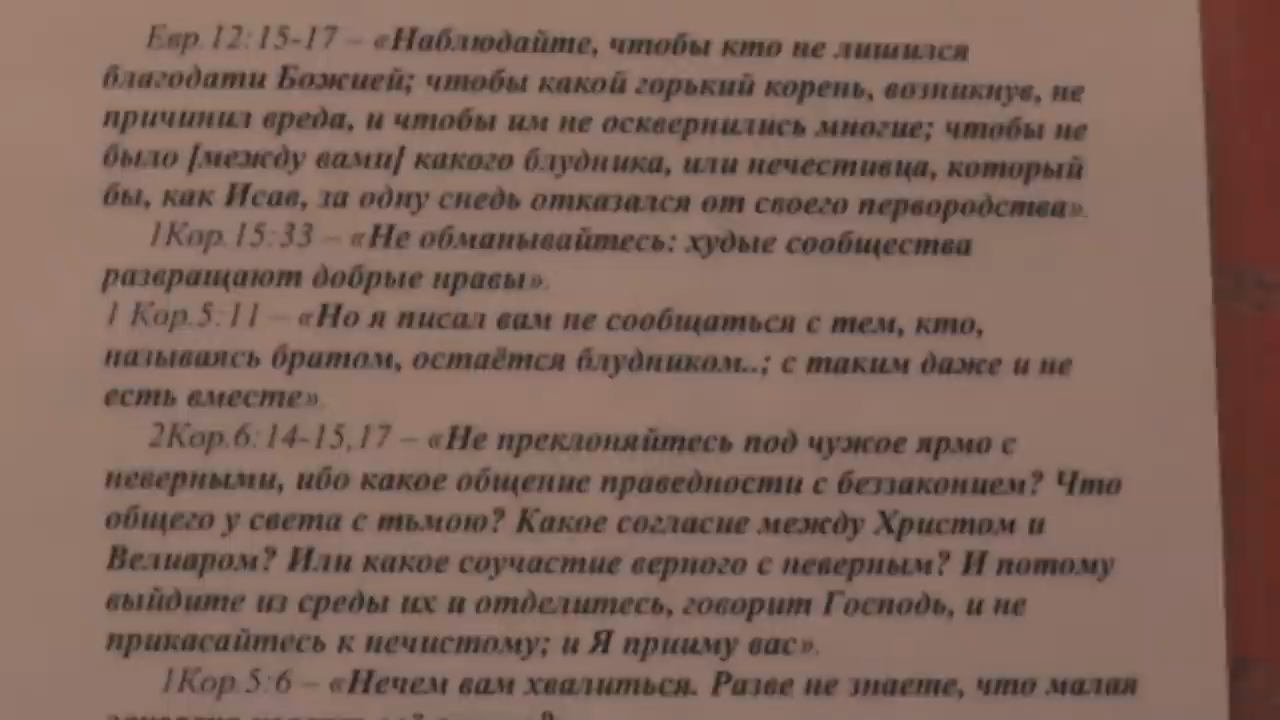 Евр.12:15-17 – «Наблюдайте, чтобы кто не лишился
благодати Божией; чтобы какой горький корень, возникнув, не
причинил вреда, и чтобы им не осквернились многие; чтобы не
было [между вами] какого блудника, или нечестивца, который
бы, как Исав, за одну снедь отказался от своего первородства».
1Кор.15:33 – «Не обманывайтесь: худые сообщества
развращают добрые нравы».
1 Кор.5:11 – «Но я писал вам не сообщаться с тем, кто,
называясь братом, остаётся блудником..; с таким даже и не
есть вместе».
2Кор.6:14-15,17 – «Не преклоняйтесь под чужое ярмо с
неверными, ибо какое общение праведности с беззаконием? Что
общего у света с тьмою? Какое согласие между Христом и
Велиаром? Или какое соучастие верного с неверным? И потому
выйдите из среды их и отделитесь, говорит Господь, и не
прикасайтесь к нечистому; и Я прииму вас».
1Кор.5:6 – «Нечем вам хвалиться. Разве не знаете, что малая